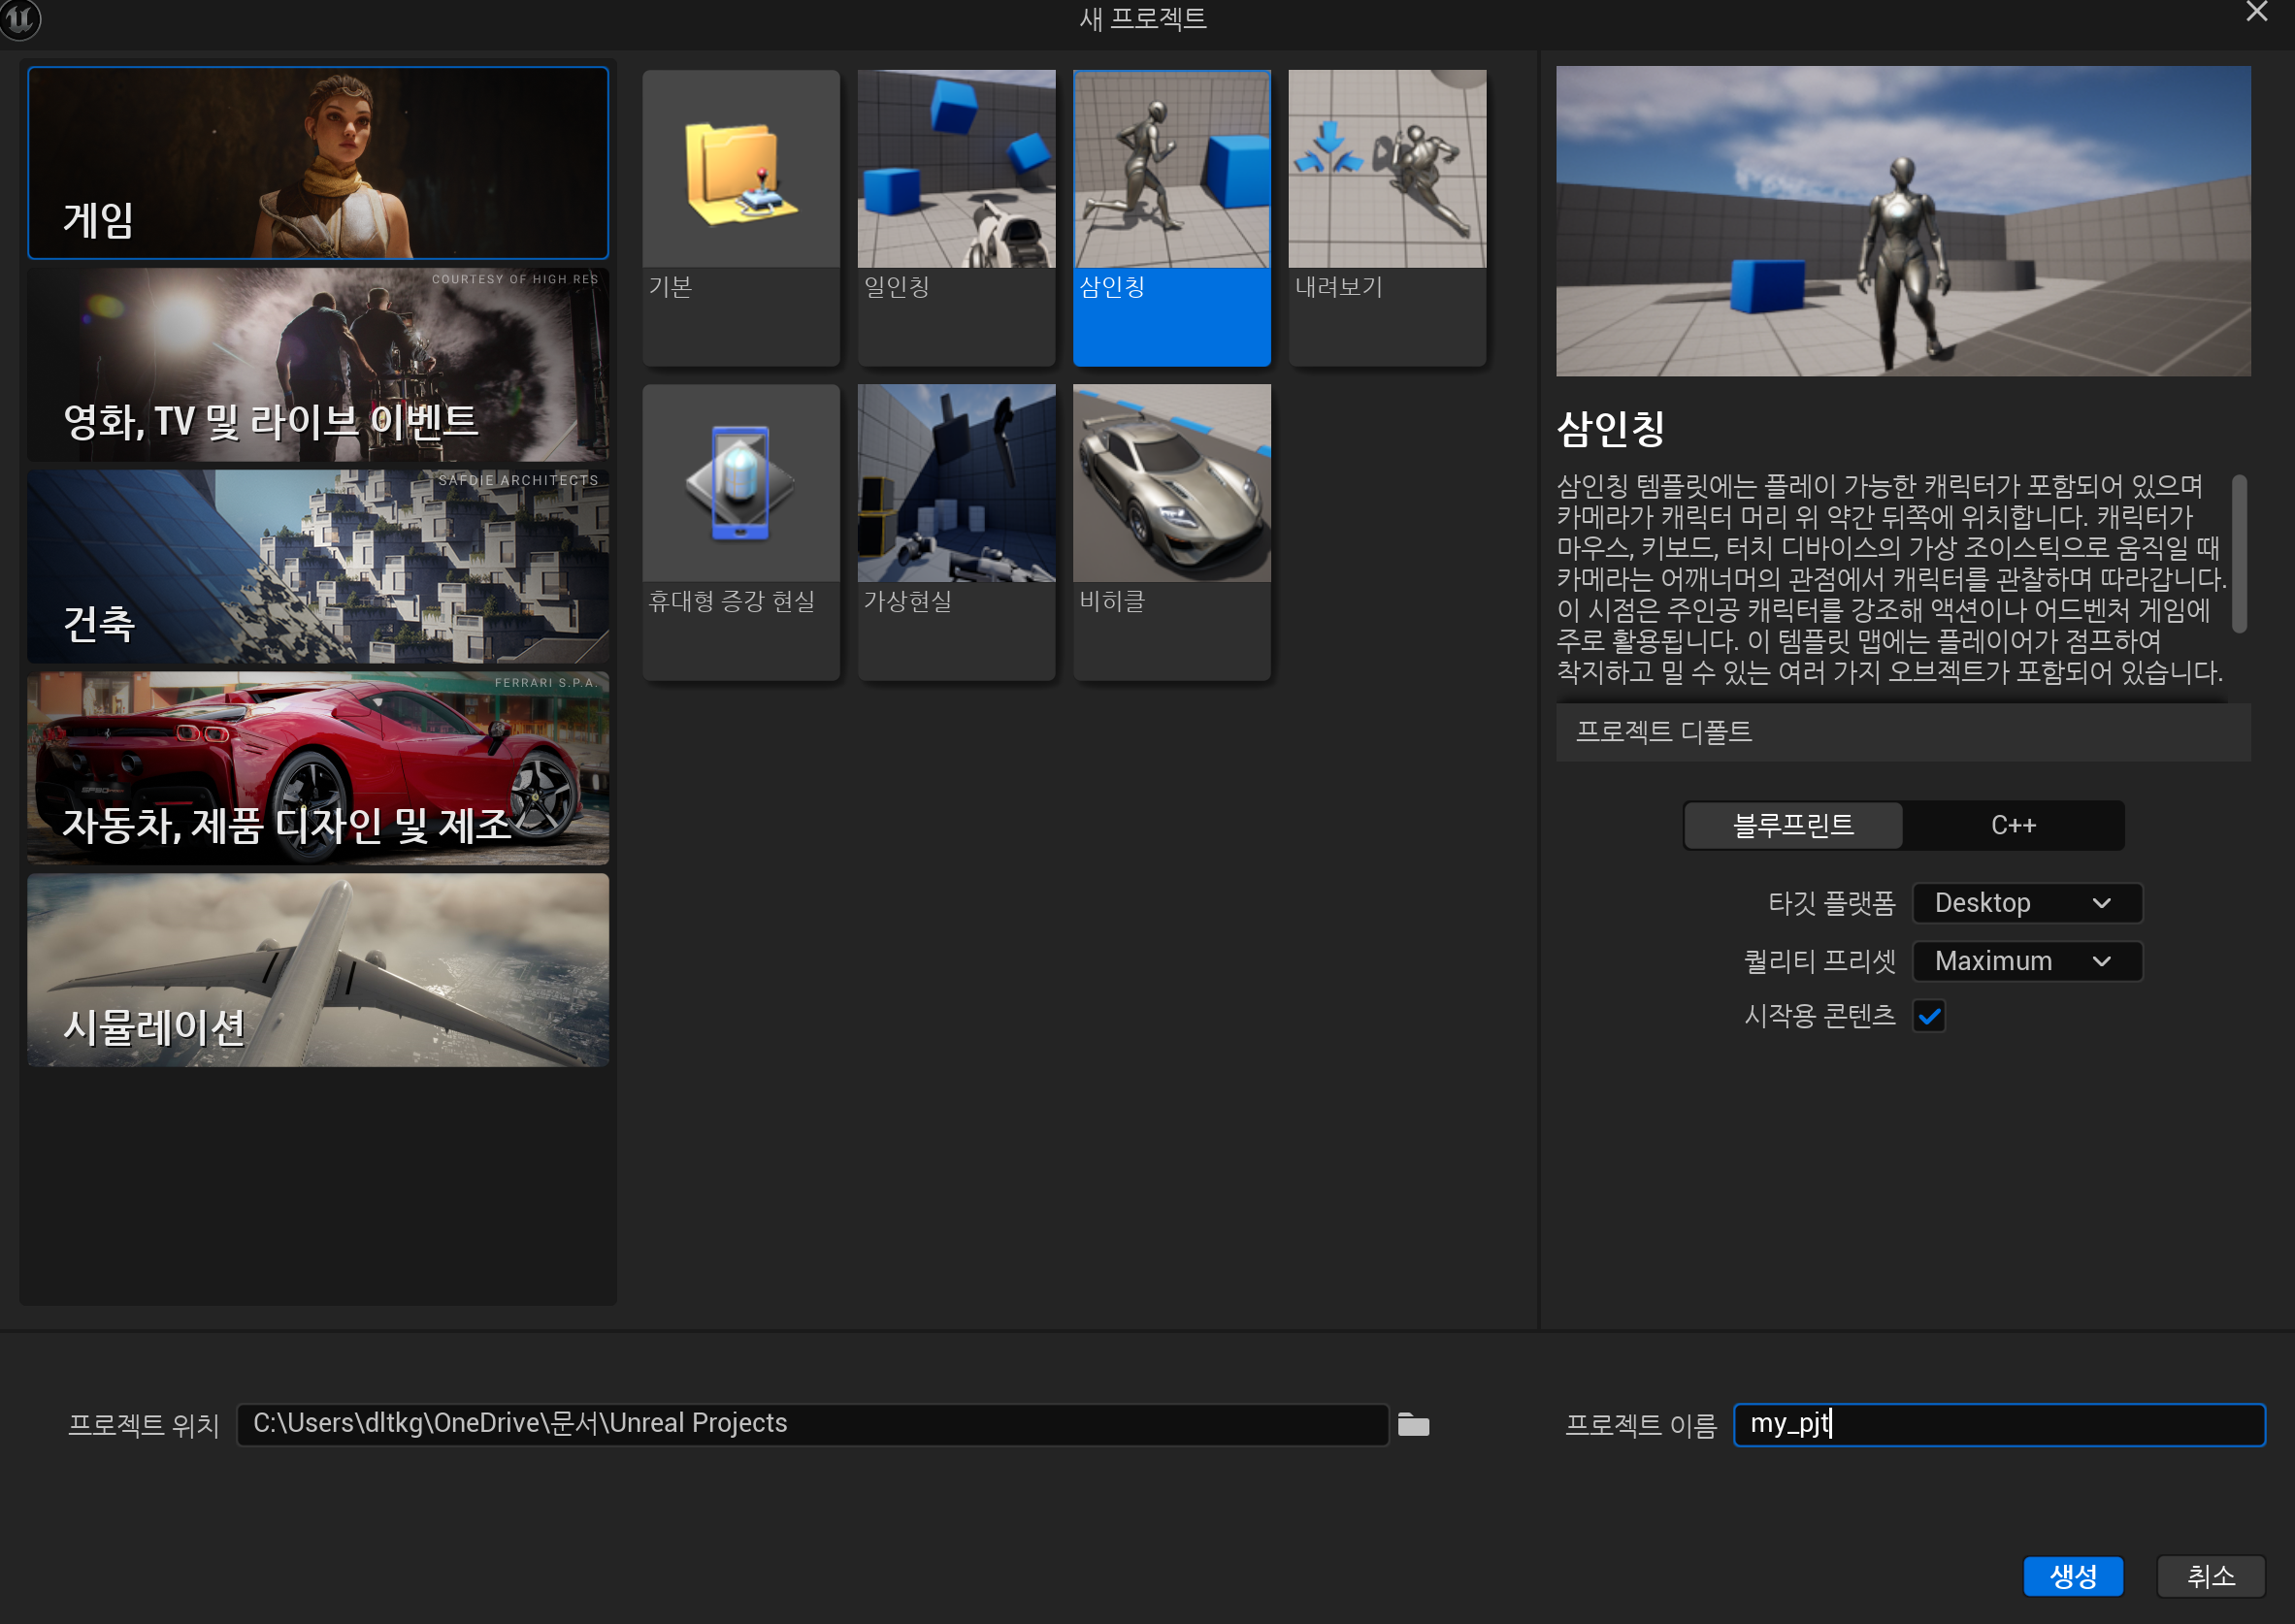 새 프로젝트
게임
COURTESY OF HIGH RES
영화, TV 및 라이브 이벤트
SAFDIE ARCHITECTS
건축
FERRARI S.P.A.
자동차, 제품 디자인 및 제조
시뮬레이션
기본
일인칭
삼인칭
내려보기
휴대형 증강 현실
가상현실
비히클
삼인칭
삼인칭 템플릿에는 플레이 가능한 캐릭터가 포함되어 있으며
카메라가 캐릭터 머리 위 약간 뒤쪽에 위치합니다. 캐릭터가
마우스, 키보드, 터치 디바이스의 가상 조이스틱으로 움직일 때
카메라는 어깨너머의 관점에서 캐릭터를 관찰하며 따라갑니다.
이 시점은 주인공 캐릭터를 강조해 액션이나 어드벤처 게임에
주로 활용됩니다. 이 템플릿 맵에는 플레이어가 점프하여
착지하고 밀 수 있는 여러 가지 오브젝트가 포함되어 있습니다.
프로젝트 디폴트
블루프린트
C++
타깃 플랫폼
Desktop
퀄리티 프리셋
Maximum
시작용 콘텐츠
프로젝트 위치
C:\Users\dltkg\OneDrive\문서\Unreal Projects
프로젝트 이름
my_pjt
생성
취소